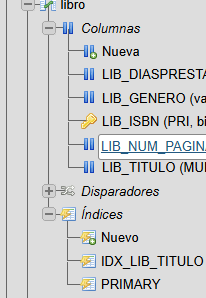 libro
Columnas
Nueva
LIB_DIASPRESTA
LIB_GENERO (va
LIB_ISBN (PRI, bi
LIB_NUM_PAGINA
LIB_TITULO (MU
Disparadores
Índices
Nuevo
IDX_LIB_TITULO
PRIMARY